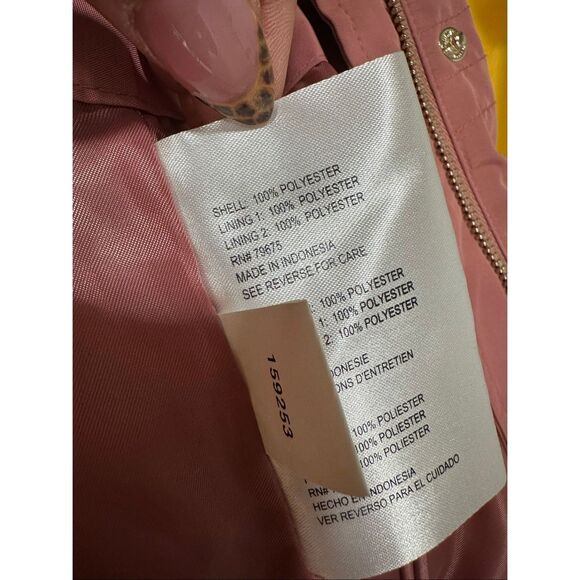 SHELL: 100% POLYESTER
LINING 1: 100% POLYESTER
LINING 2: 100% POLYESTER
RN# 79675
MADE IN INDONESIA
SEE REVERSE FOR CARE
100% POLYESTER
1: 100% POLYESTER
2: 100% POLYESTER
DONESIE
ONS D'ENTRETIEN
100% POLIESTER
100% POLIESTER
100% POLIESTER
RN#
HECHO EN INDONESIA
VER REVERSO PARA EL CUIDADO
159253